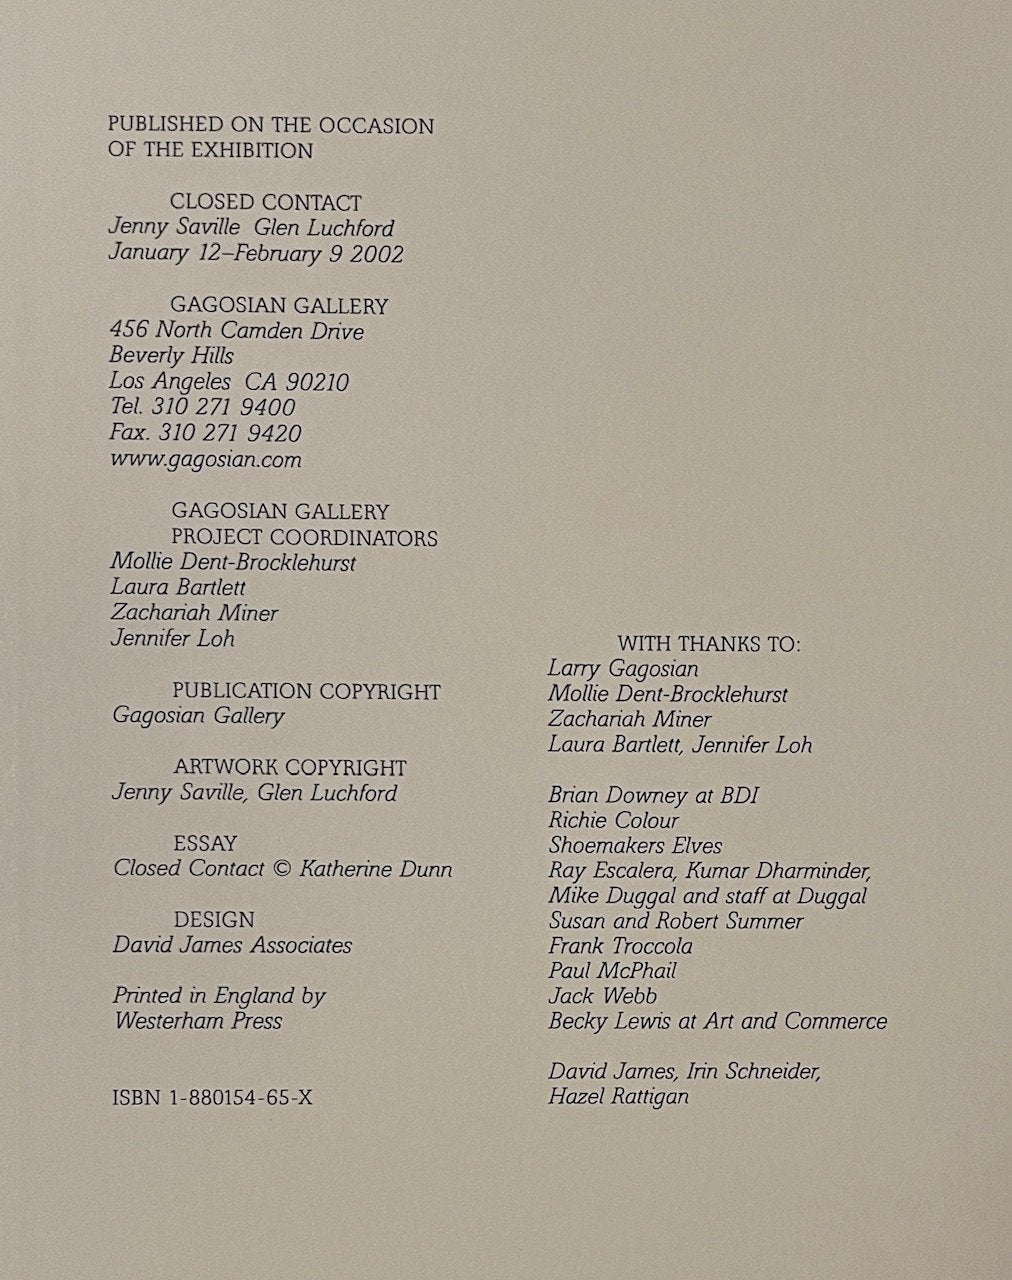 PUBLISHED ON THE OCCASION
OF THE EXHIBITION
CLOSED CONTACT
Jenny Saville Glen Luchford
January 12–February 9 2002
GAGOSIAN GALLERY
456 North Camden Drive
Beverly Hills
Los Angeles CA 90210
Tel. 310 271 9400
Fax. 310 271 9420
www.gagosian.com
GAGOSIAN GALLERY
PROJECT COORDINATORS
Mollie Dent-Brocklehurst
Laura Bartlett
Zachariah Miner
Jennifer Loh
PUBLICATION COPYRIGHT
Gagosian Gallery
ARTWORK COPYRIGHT
Jenny Saville, Glen Luchford
ESSAY
Closed Contact © Katherine Dunn
DESIGN
David James Associates
Printed in England by
Westerham Press
ISBN 1-880154-65-X
WITH THANKS TO:
Larry Gagosian
Mollie Dent-Brocklehurst
Zachariah Miner
Laura Bartlett, Jennifer Loh
Brian Downey at BDI
Richie Colour
Shoemakers Elves
Ray Escalera, Kumar Dharminder,
Mike Duggal and staff at Duggal
Susan and Robert Summer
Frank Troccola
Paul McPhail
Jack Webb
Becky Lewis at Art and Commerce
David James, Irin Schneider,
Hazel Rattigan